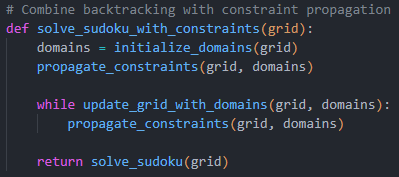 # Combine backtracking with constraint propagation
def solve_sudoku_with_constraints(grid):
    domains = initialize_domains(grid)
    propagate_constraints(grid, domains)

    while update_grid_with_domains(grid, domains):
        propagate_constraints(grid, domains)

    return solve_sudoku(grid)